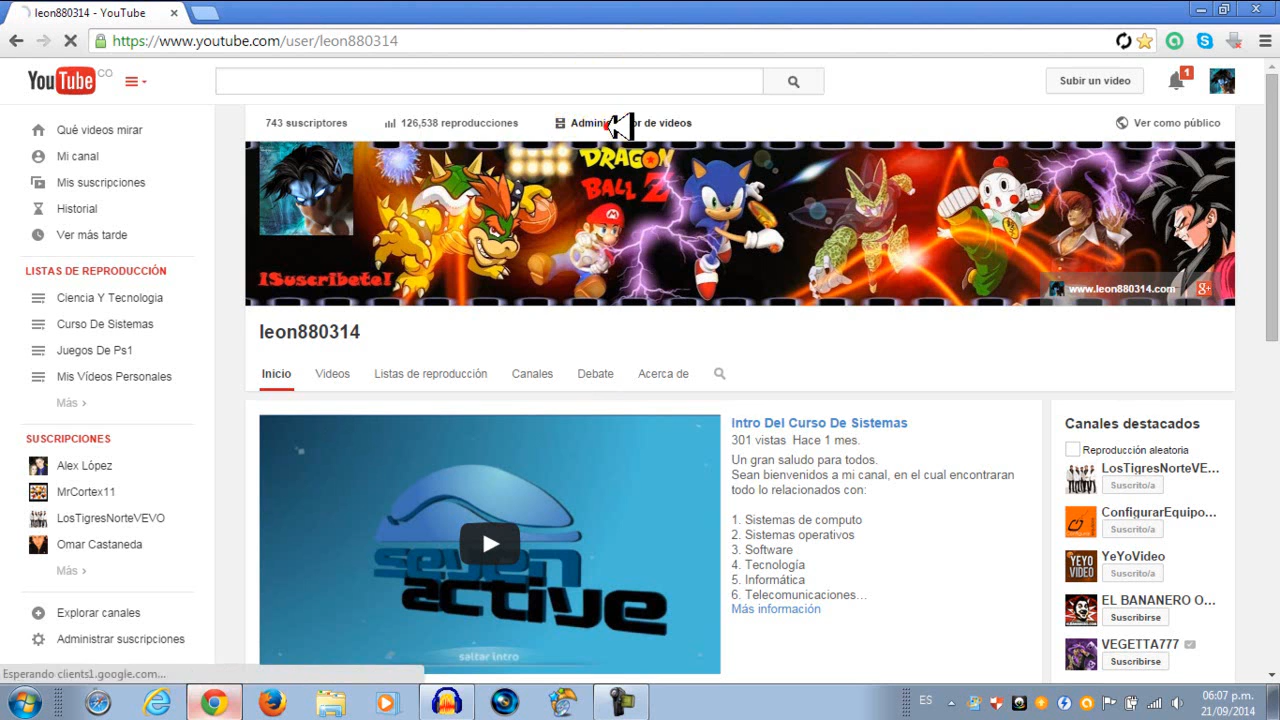 leon880314 - YouTube
https://www.youtube.com/user/leon880314
YouTube CO
Subir un video
1
743 suscriptores
126,538 reproducciones
de videos
Ver como público
Qué videos mirar
Mi canal
Mis suscripciones
Historial
Ver más tarde
LISTAS DE REPRODUCCIÓN
Ciencia Y Tecnologia
Curso De Sistemas
Juegos De Ps1
Mis Vídeos Personales
Más >
SUSCRIPCIONES
Alex López
MrCortex11
LosTigresNorteVEVO
Omar Castaneda
Más >
Explorar canales
Administrar suscripciones
DRAGON
BALL Z
¡Suscribete!
www.leon880314.com
g+
leon880314
Inicio
Videos
Listas de reproducción
Canales
Debate
Acerca de
seven
active
saltar intro
Intro Del Curso De Sistemas
301 vistas Hace 1 mes.
Un gran saludo para todos.
Sean bienvenidos a mi canal, en el cual encontraran
todo lo relacionados con:
1. Sistemas de computo
2. Sistemas operativos
3. Software
4. Tecnología
5. Informática
6. Telecomunicaciones...
Más información
Canales destacados
Reproducción aleatoria
LosTigresNorteVE...
Suscrito/a
ConfigurarEquipo...
Suscrito/a
YEYO
VIDEO
YeYoVideo
Suscrito/a
EL BANANERO O...
Suscribirse
VEGETTA777
Suscribirse
Esperando clients1.google.com...
ES
06:07 p.m.
21/09/2014